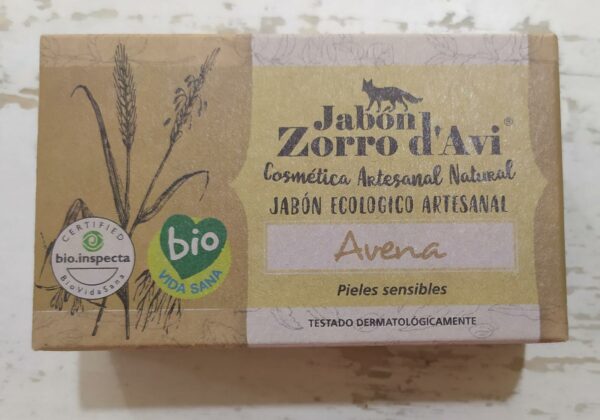 Jabón
Zorro d'Avi®
Cosmética Artesanal Natural
JABÓN ECOLOGICO ARTESANAL
Avena
Pieles sensibles
TESTADO DERMATOLÓGICAMENTE
CERTIFIED
bio.inspecta
BioVidaSana
bio
VIDA SANA